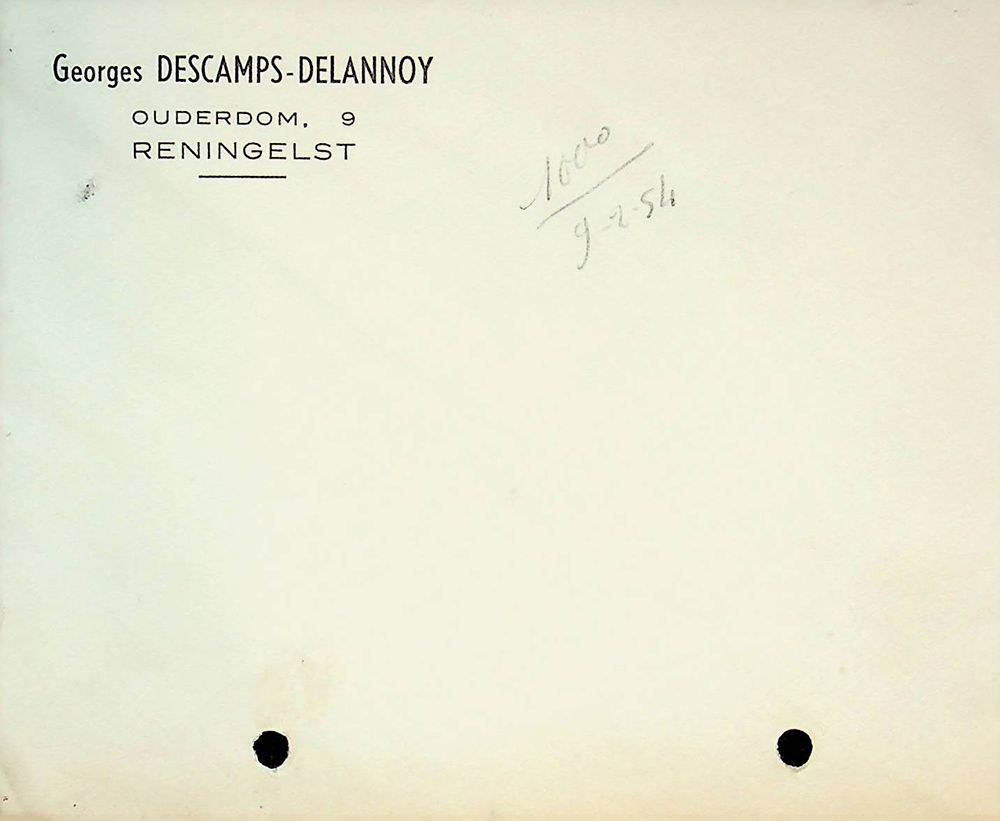 Georges DESCAMPS-DELANNOY
OUDERDOM, 9
RENINGELST
1000
9-2-54